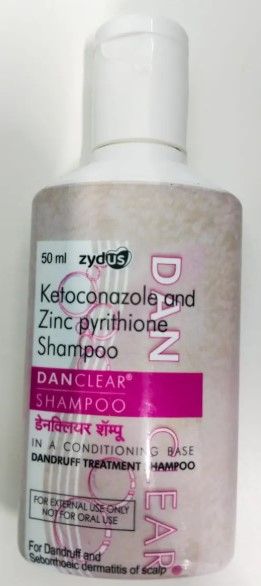 50 ml zydus
Ketoconazole and
Zinc pyrithione
Shampoo
DANCLEAR®
SHAMPOO
डेनक्लियर शॅम्पू
IN A CONDITIONING BASE
DANDRUFF TREATMENT SHAMPOO
FOR EXTERNAL USE ONLY
NOT FOR ORAL USE
For Dandruff and
Seborrhoeic dermatitis of scalp
DAN CLEAR®